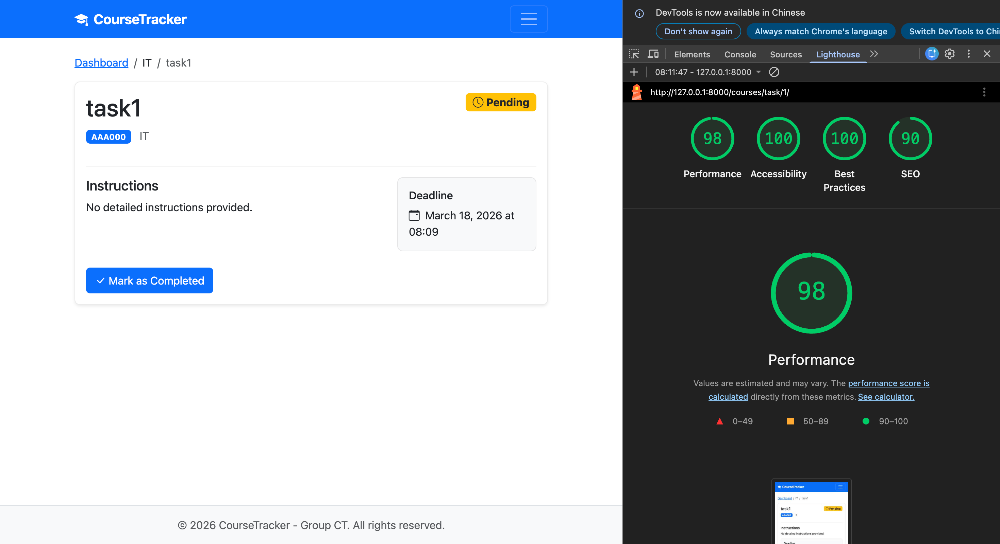 CourseTracker
Dashboard / IT / task1
task1
Pending
AAA000 IT
Instructions
No detailed instructions provided.
Deadline
March 18, 2026 at
08:09
Mark as Completed
© 2026 CourseTracker - Group CT. All rights reserved.
DevTools is now available in Chinese
Don't show again
Always match Chrome's language
Switch DevTools to Chi
Elements
Console
Sources
Lighthouse
08:11:47 - 127.0.0.1:8000
http://127.0.0.1:8000/courses/task/1/
98
100
100
90
Performance
Accessibility
Best
Practices
SEO
98
Performance
Values are estimated and may vary. The performance score is
calculated directly from these metrics. See calculator.
0–49
50–89
90–100
CourseTracker
Dashboard / IT / task1
task1
Pending
AAA000 IT
Instructions
No detailed instructions provided.
Deadline